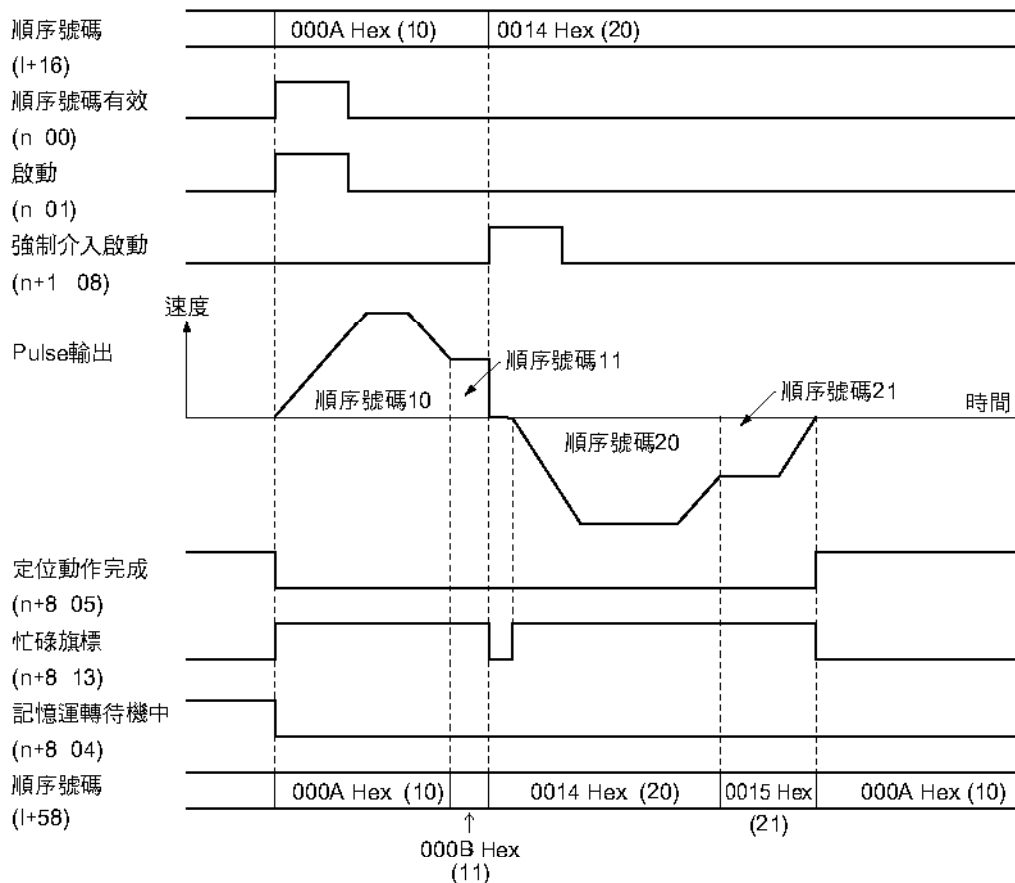 順序號碼 000A Hex (10) 0014 Hex (20)
(l+16)
順序號碼有效
(n 00)
啟動
(n 01)
強制介入啟動
(n+1 08)
速度
Pulse輸出
順序號碼11
順序號碼10
順序號碼21
時間
順序號碼20
定位動作完成
(n+8 05)
忙碌旗標
(n+8 13)
記憶運轉待機中
(n+8 04)
順序號碼 000A Hex (10) 0014 Hex (20) 0015 Hex 000A Hex (10)
(l+58) (21)
000B Hex
(11)